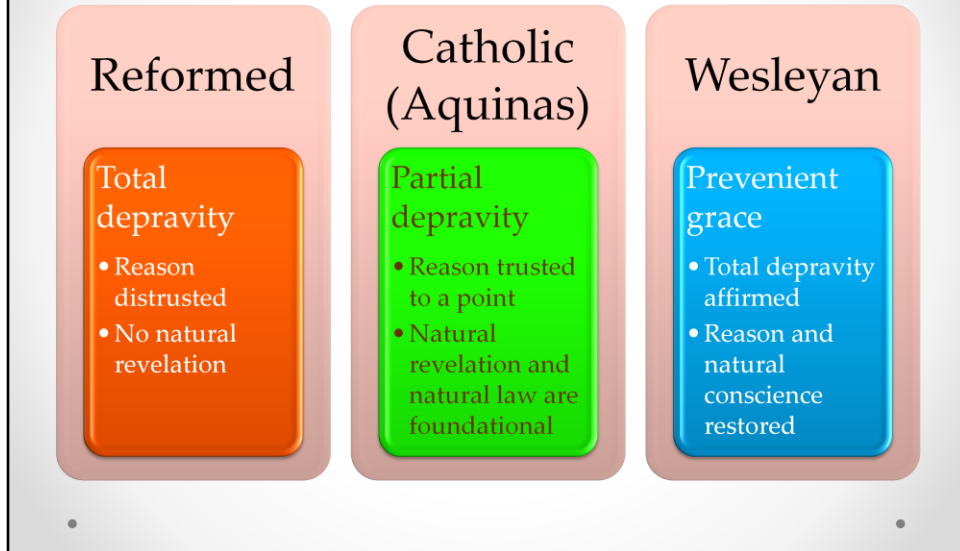 Reformed
Total
depravity
• Reason
distrusted
• No natural
revelation
Catholic
(Aquinas)
Partial
depravity
• Reason trusted
to a point
• Natural
revelation and
natural law are
foundational
Wesleyan
Prevenient
grace
• Total depravity
affirmed
• Reason and
natural
conscience
restored